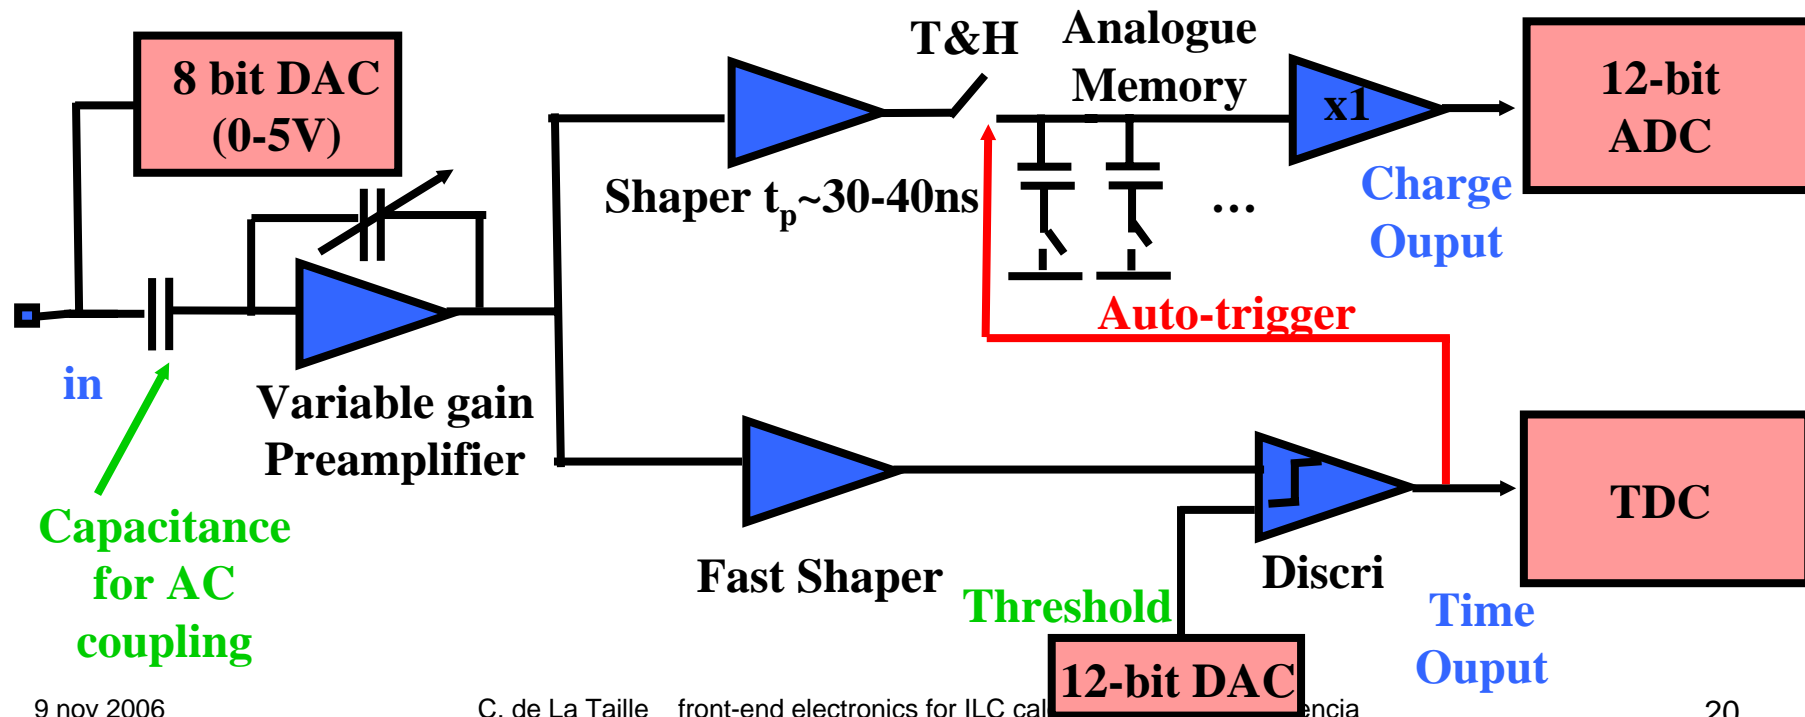 8 bit DAC
(0-5V)
T&H
Analogue
Memory
x1
12-bit
ADC
Shaper tp~30-40ns
...
Charge
Ouput
Auto-trigger
in
Variable gain
Preamplifier
Capacitance
for AC
coupling
Fast Shaper
Discri
TDC
Threshold
12-bit DAC
Time
Ouput
9 nov 2006
C. de La Taille front-end electronics for ILC
20